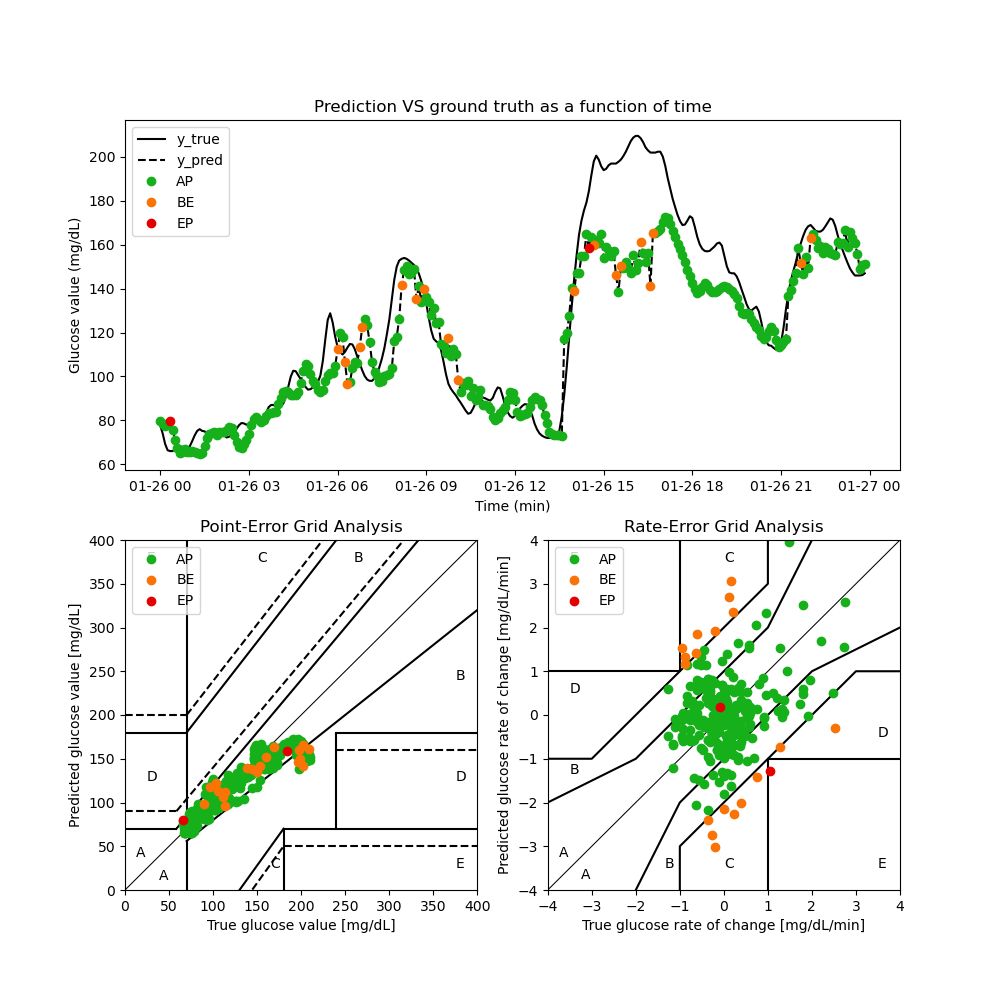 Prediction VS ground truth as a function of time
Glucose value (mg/dL)
200
180
160
140
120
100
80
60
y_true
y_pred
AP
BE
EP
01-26 00 01-26 03 01-26 06 01-26 09 01-26 12 01-26 15 01-26 18 01-26 21 01-27 00
Time (min)
Point-Error Grid Analysis
Predicted glucose value [mg/dL]
400
350
300
250
200
150
100
50
0
AP
BE
EP
C
B
B
D
D
A
A
C
E
0 50 100 150 200 250 300 350 400
True glucose value [mg/dL]
Rate-Error Grid Analysis
Predicted glucose rate of change [mg/dL/min]
4
3
2
1
0
−1
−2
−3
−4
AP
BE
EP
C
D
D
B
A
A
B
C
E
−4 −3 −2 −1 0 1 2 3 4
True glucose rate of change [mg/dL/min]